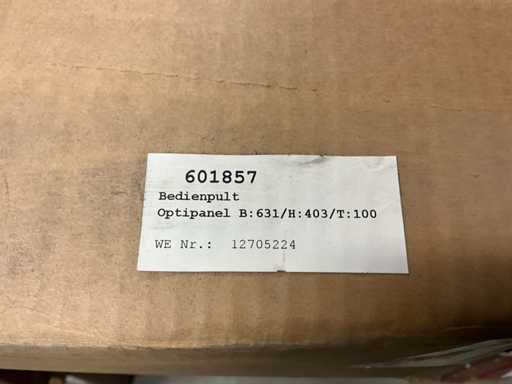 601857
Bedienpult
Optipanel B:631/H:403/T:100
WE Nr.: 12705224